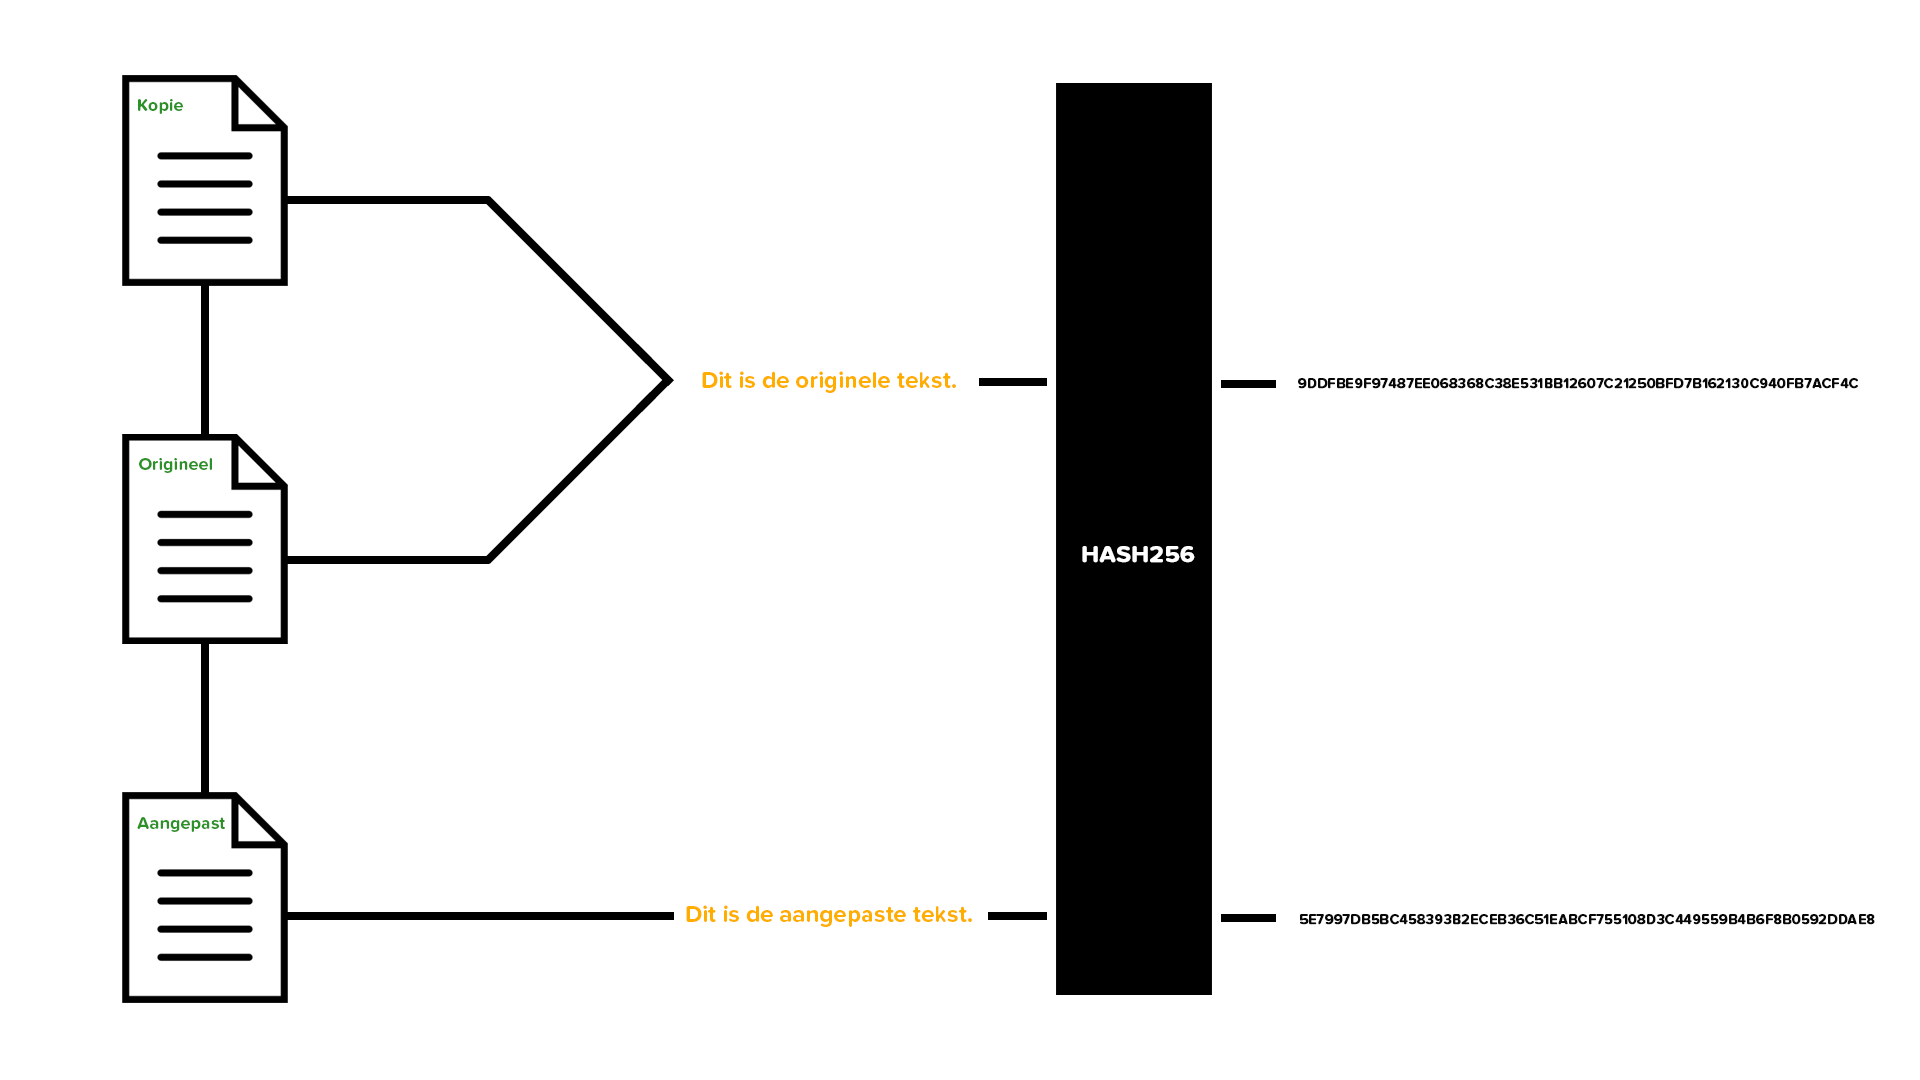 Kopie
Dit is de originele tekst.
9DDFBE9F97487EE068368C38E531BB12607C21250BFD7B162130C940FB7ACF4C
Origineel
HASH256
Aangepast
Dit is de aangepaste tekst.
5E7997DB5BC458393B2ECEB36C51EABCF755108D3C449559B4B6F8B0592DDAE8